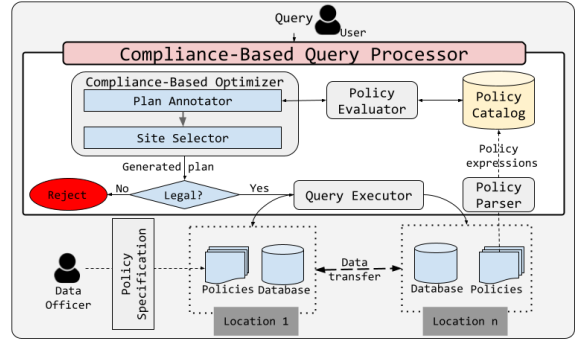 Query
User
Compliance-Based Query Processor
Compliance-Based Optimizer
Plan Annotator
Site Selector
Policy
Evaluator
Policy
Catalog
Generated plan
Policy
expressions
Reject
No
Legal?
Yes
Query Executor
Policy
Parser
Data
Officer
Policy
Specification
Policies
Database
Location 1
Data
transfer
Database
Policies
Location n